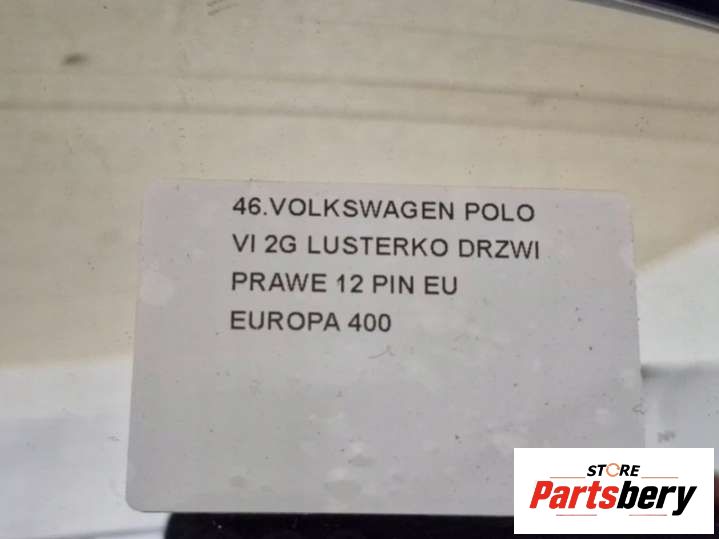 46.VOLKSWAGEN POLO
VI 2G LUSTERKO DRZWI
PRAWE 12 PIN EU
EUROPA 400
STORE
Partsbery